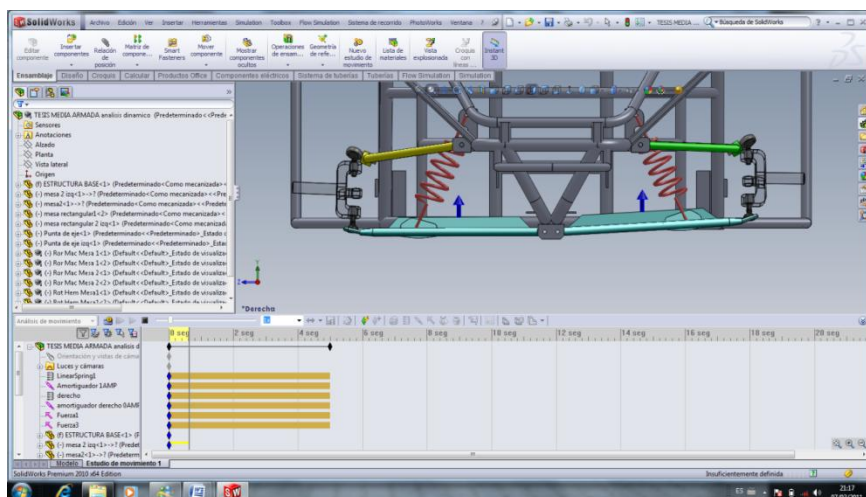 SolidWorks Archivo Edición Ver Insertar Herramientas Simulation Toolbox Flow Simulation Sistema de recorrido PhotoWorks Ventana ? TESIS MEDIA ... Búsqueda de SolidWorks
Editar componente
Insertar componentes
Relación de posición
Matriz de compone...
Smart Fasteners
Mover componente
Mostrar componentes ocultos
Operaciones de ensam...
Geometría de refe...
Nuevo estudio de movimiento
Lista de materiales
Vista explosionada
Croquis con líneas ...
Instant 3D
Ensamblaje Diseño Croquis Calcular Productos Office Componentes eléctricos Sistema de tuberías Tuberías Flow Simulation Simulation
TESIS MEDIA ARMADA analisis dinamico (Predeterminado<<Prede
Sensores
Anotaciones
Alzado
Planta
Vista lateral
Origen
(f) ESTRUCTURA BASE<1> (Predeterminado<Como mecanizada><
(-) mesa 2 izq<1>->? (Predeterminado<Como mecanizada><<Pre
(-) mesa2<1>->? (Predeterminado<Como mecanizada><<Predet
(-) mesa rectangular1<2> (Predeterminado<Como mecanizada><
(-) mesa rectangular 2 izq<1> (Predeterminado<Como mecanizad
(-) Punta de eje<1> (Predeterminado<<Predeterminado>_Estado d
(-) Punta de eje izq<1> (Predeterminado<<Predeterminado>_Estad
(-) Ror Mac Mesa 1<1> (Default<<Default>_Estado de visualiza
(-) Ror Mac Mesa 1<2> (Default<<Default>_Estado de visualiza
(-) Ror Mac Mesa 2<1> (Default<<Default>_Estado de visualiza
(-) Ror Mac Mesa 2<2> (Default<<Default>_Estado de visualiza
*Derecha
Análisis de movimiento
0 seg 2 seg 4 seg 6 seg 8 seg 10 seg 12 seg 14 seg 16 seg 18 seg 20 seg
TESIS MEDIA ARMADA analisis d
Orientación y vistas de cáma
Luces y cámaras
LinearSpring1
Amortiguador 1AMP
derecho
amortiguador derecho 0AMP
Fuerza1
Fuerza3
(f) ESTRUCTURA BASE<1> (P
(-) mesa 2 izq<1>->? (Predet
(-) mesa2<1>->? (Predeterm
Modelo Estudio de movimiento 1
SolidWorks Premium 2010 x64 Edition Insuficientemente definida
ES 21:17